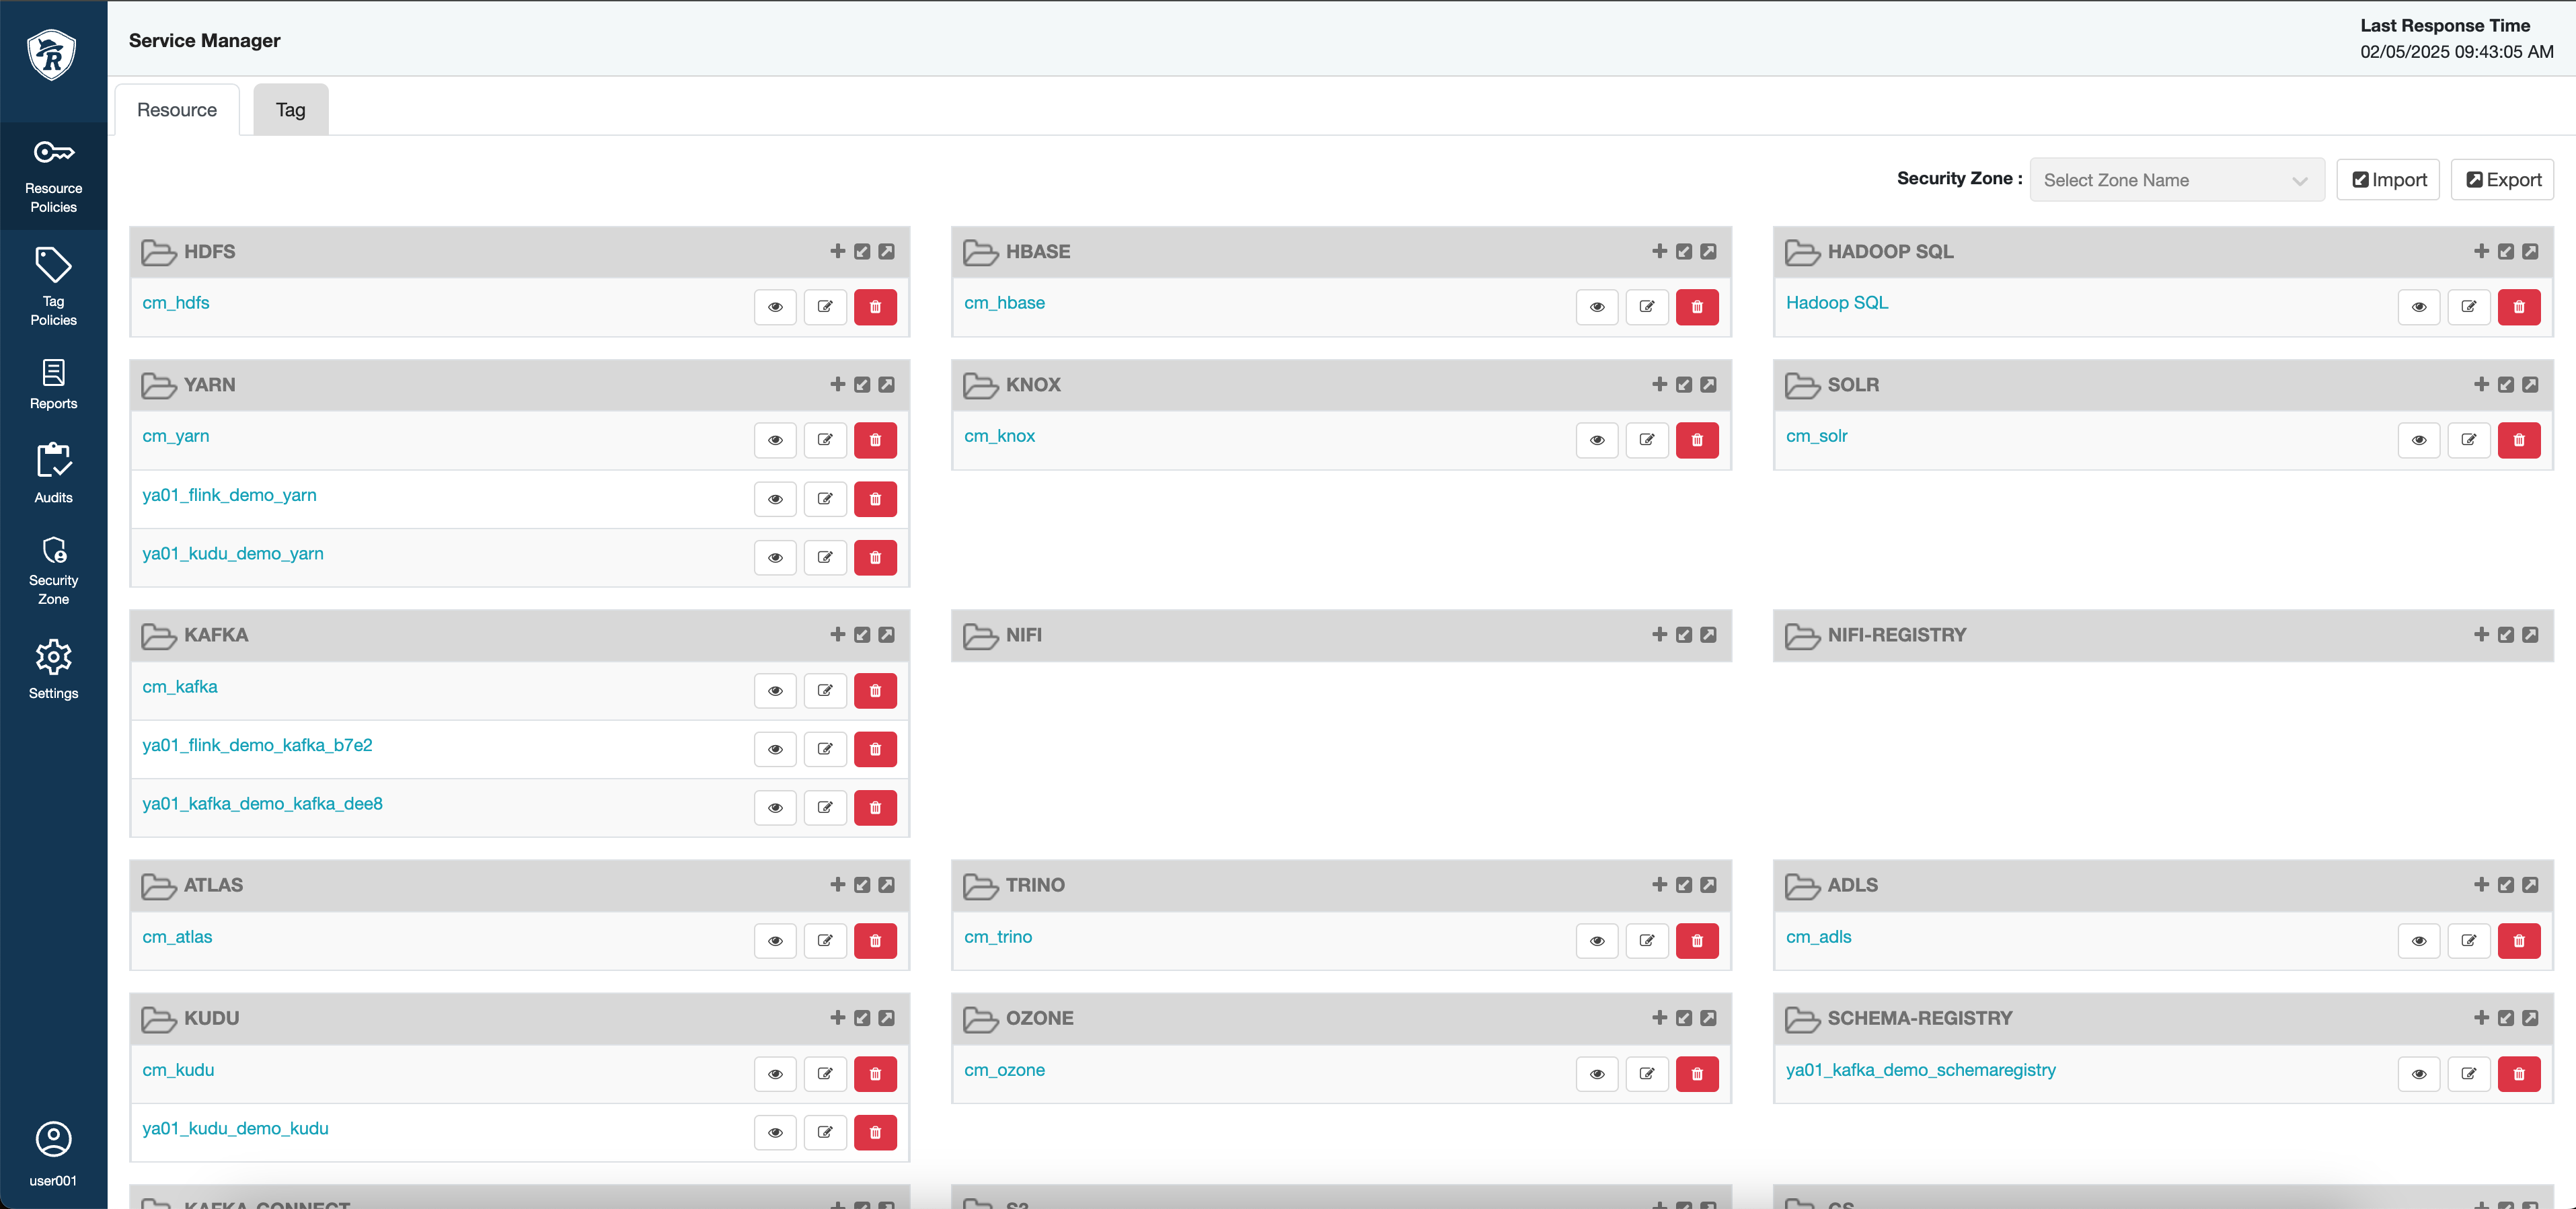 Service Manager
Last Response Time
02/05/2025 09:43:05 AM
Resource
Tag
Resource
Policies
Tag
Policies
Reports
Audits
Security
Zone
Settings
user001
Security Zone :
Select Zone Name
Import
Export
HDFS
cm_hdfs
HBASE
cm_hbase
HADOOP SQL
Hadoop SQL
YARN
cm_yarn
ya01_flink_demo_yarn
ya01_kudu_demo_yarn
KNOX
cm_knox
SOLR
cm_solr
KAFKA
cm_kafka
ya01_flink_demo_kafka_b7e2
ya01_kafka_demo_kafka_dee8
NIFI
NIFI-REGISTRY
ATLAS
cm_atlas
TRINO
cm_trino
ADLS
cm_adls
KUDU
cm_kudu
ya01_kudu_demo_kudu
OZONE
cm_ozone
SCHEMA-REGISTRY
ya01_kafka_demo_schemaregistry
KAFKA-CONNECT